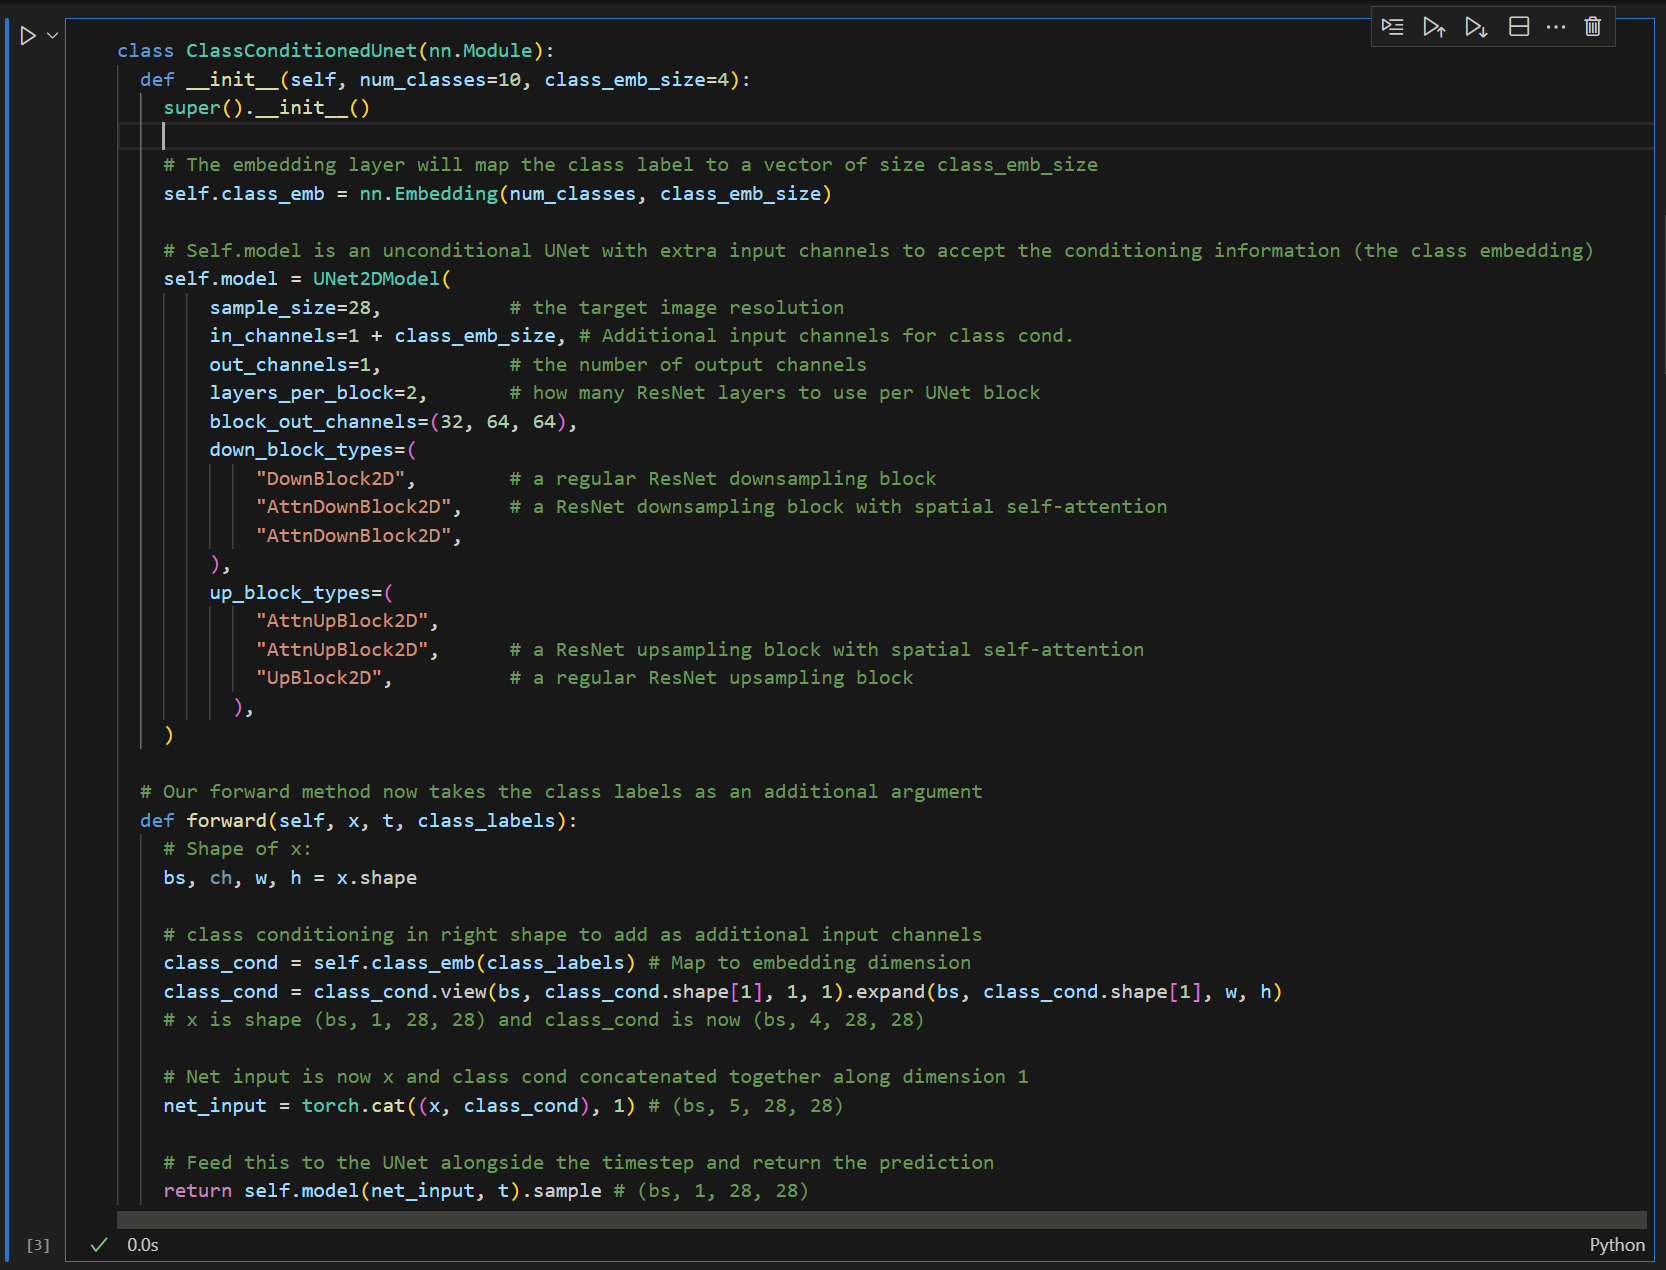 class ClassConditionedUnet(nn.Module):
  def __init__(self, num_classes=10, class_emb_size=4):
    super().__init__()

    # The embedding layer will map the class label to a vector of size class_emb_size
    self.class_emb = nn.Embedding(num_classes, class_emb_size)

    # Self.model is an unconditional UNet with extra input channels to accept the conditioning information (the class embedding)
    self.model = UNet2DModel(
        sample_size=28,           # the target image resolution
        in_channels=1 + class_emb_size, # Additional input channels for class cond.
        out_channels=1,           # the number of output channels
        layers_per_block=2,       # how many ResNet layers to use per UNet block
        block_out_channels=(32, 64, 64),
        down_block_types=(
            "DownBlock2D",        # a regular ResNet downsampling block
            "AttnDownBlock2D",    # a ResNet downsampling block with spatial self-attention
            "AttnDownBlock2D",
        ),
        up_block_types=(
            "AttnUpBlock2D",
            "AttnUpBlock2D",      # a ResNet upsampling block with spatial self-attention
            "UpBlock2D",          # a regular ResNet upsampling block
          ),
    )

  # Our forward method now takes the class labels as an additional argument
  def forward(self, x, t, class_labels):
    # Shape of x:
    bs, ch, w, h = x.shape

    # class conditioning in right shape to add as additional input channels
    class_cond = self.class_emb(class_labels) # Map to embedding dimension
    class_cond = class_cond.view(bs, class_cond.shape[1], 1, 1).expand(bs, class_cond.shape[1], w, h)
    # x is shape (bs, 1, 28, 28) and class_cond is now (bs, 4, 28, 28)

    # Net input is now x and class cond concatenated together along dimension 1
    net_input = torch.cat((x, class_cond), 1) # (bs, 5, 28, 28)

    # Feed this to the UNet alongside the timestep and return the prediction
    return self.model(net_input, t).sample # (bs, 1, 28, 28)
[3] 0.0s Python